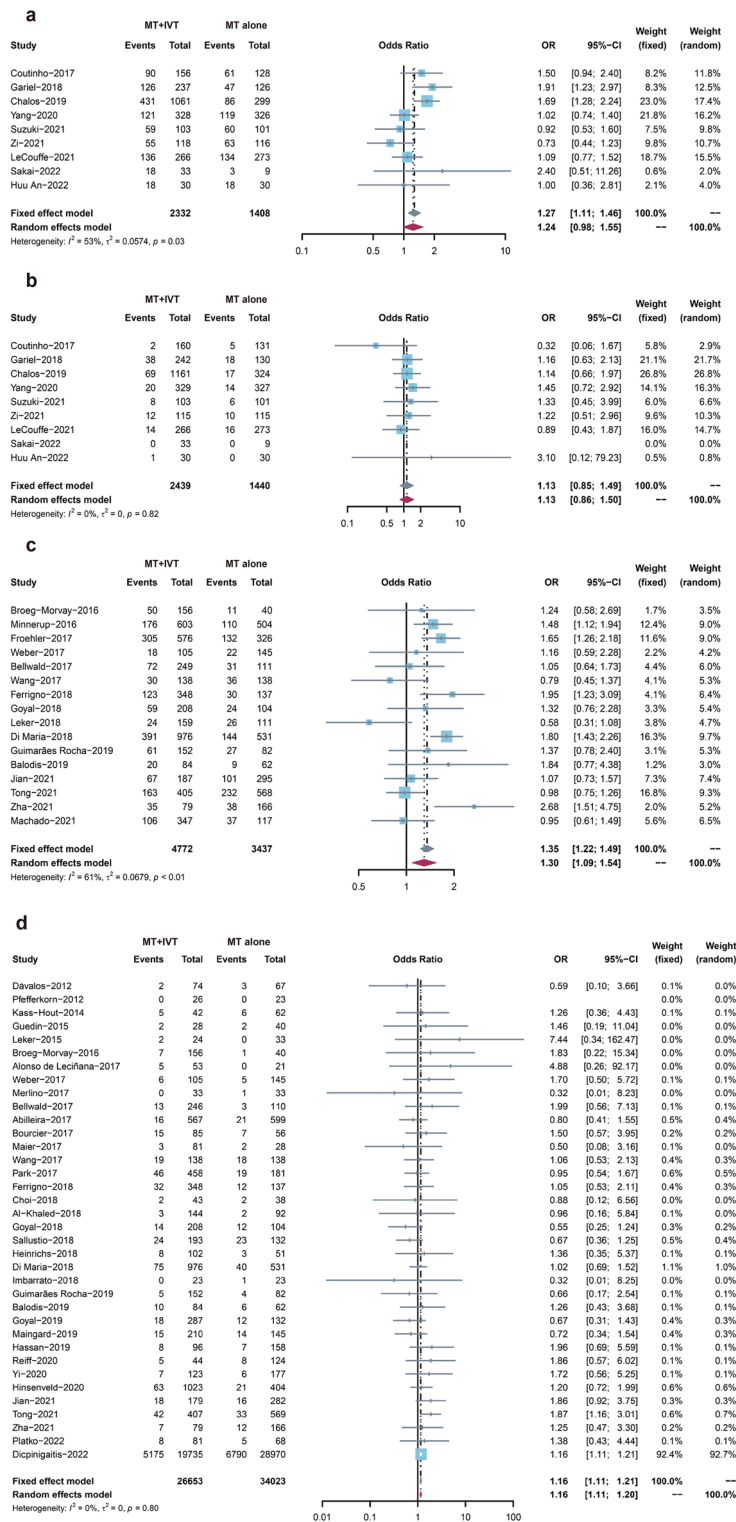 a
MT+IVT MT alone Weight Weight
Study Events Total Events Total Odds Ratio OR 95%−CI (fixed) (random)
Coutinho−2017 90 156 61 128 1.50 [0.94; 2.40] 8.2% 11.8%
Gariel−2018 126 237 47 126 1.91 [1.23; 2.97] 8.3% 12.5%
Chalos−2019 431 1061 86 299 1.69 [1.28; 2.24] 23.0% 17.4%
Yang−2020 121 328 119 326 1.02 [0.74; 1.40] 21.8% 16.2%
Suzuki−2021 59 103 60 101 0.92 [0.53; 1.60] 7.5% 9.8%
Zi−2021 55 118 63 116 0.73 [0.44; 1.23] 9.6% 10.7%
LeCouffe−2021 136 266 134 273 1.09 [0.77; 1.52] 18.7% 15.5%
Sakai−2022 18 33 3 9 2.40 [0.51; 11.26] 0.6% 2.0%
Huu An−2022 18 30 18 30 1.00 [0.36; 2.81] 2.1% 4.0%
Fixed effect model 2332 1408 1.27 [1.11; 1.46] 100.0% −−
Random effects model 1.24 [0.98; 1.55] −− 100.0%
Heterogeneity: I² = 53%, τ² = 0.0574, p = 0.03
0.1 0.5 1 2 10
b
MT+IVT MT alone Weight Weight
Study Events Total Events Total Odds Ratio OR 95%−CI (fixed) (random)
Coutinho−2017 2 160 5 131 0.32 [0.06; 1.67] 5.8% 2.9%
Gariel−2018 38 242 18 130 1.16 [0.63; 2.13] 21.1% 21.7%
Chalos−2019 69 1161 17 324 1.14 [0.66; 1.97] 26.8% 26.8%
Yang−2020 20 329 14 327 1.45 [0.72; 2.92] 14.1% 16.3%
Suzuki−2021 8 103 6 101 1.33 [0.45; 3.99] 6.0% 6.6%
Zi−2021 12 115 10 115 1.22 [0.51; 2.96] 9.6% 10.3%
LeCouffe−2021 14 266 16 273 0.89 [0.43; 1.87] 16.0% 14.7%
Sakai−2022 0 33 0 9 0.0% 0.0%
Huu An−2022 1 30 0 30 3.10 [0.12; 79.23] 0.5% 0.8%
Fixed effect model 2439 1440 1.13 [0.85; 1.49] 100.0% −−
Random effects model 1.13 [0.86; 1.50] −− 100.0%
Heterogeneity: I² = 0%, τ² = 0, p = 0.82
0.1 0.5 1 2 10
c
MT+IVT MT alone Weight Weight
Study Events Total Events Total Odds Ratio OR 95%−CI (fixed) (random)
Broeg−Morvay−2016 50 156 11 40 1.24 [0.58; 2.69] 1.7% 3.5%
Minnerup−2016 176 603 110 504 1.48 [1.12; 1.94] 12.4% 9.0%
Froehler−2017 305 576 132 326 1.65 [1.26; 2.18] 11.6% 9.0%
Weber−2017 18 105 22 145 1.16 [0.59; 2.28] 2.2% 4.2%
Bellwald−2017 72 249 31 111 1.05 [0.64; 1.73] 4.4% 6.0%
Wang−2017 30 138 36 138 0.79 [0.45; 1.37] 4.1% 5.3%
Ferrigno−2018 123 348 30 137 1.95 [1.23; 3.09] 4.1% 6.4%
Goyal−2018 59 208 24 104 1.32 [0.76; 2.28] 3.3% 5.4%
Leker−2018 24 159 26 111 0.58 [0.31; 1.08] 3.8% 4.7%
Di Maria−2018 391 976 144 531 1.80 [1.43; 2.26] 16.3% 9.7%
Guimarães Rocha−2019 61 152 27 82 1.37 [0.78; 2.40] 3.1% 5.3%
Balodis−2019 20 84 9 62 1.84 [0.77; 4.38] 1.2% 3.0%
Jian−2021 67 187 101 295 1.07 [0.73; 1.57] 7.3% 7.5%
Tong−2021 163 405 232 568 0.98 [0.75; 1.26] 16.8% 9.3%
Zha−2021 35 79 38 166 2.68 [1.51; 4.75] 2.0% 5.2%
Machado−2021 106 347 37 117 0.95 [0.61; 1.49] 5.6% 6.5%
Fixed effect model 4772 3437 1.35 [1.22; 1.49] 100.0% −−
Random effects model 1.30 [1.09; 1.54] −− 100.0%
Heterogeneity: I² = 61%, τ² = 0.0679, p < 0.01
0.5 1 2
d
MT+IVT MT alone Weight Weight
Study Events Total Events Total Odds Ratio OR 95%−CI (fixed) (random)
Dávalos−2012 2 74 3 67 0.59 [0.10; 3.66] 0.1% 0.0%
Pfefferkorn−2012 0 26 0 23 0.0% 0.0%
Kass−Hout−2014 5 42 6 62 1.26 [0.36; 4.43] 0.1% 0.1%
Guedin−2015 2 28 2 40 1.46 [0.19; 11.04] 0.0% 0.0%
Leker−2015 2 24 0 33 7.44 [0.34; 162.47] 0.0% 0.0%
Broeg−Morvay−2016 7 156 1 40 1.83 [0.22; 15.34] 0.0% 0.0%
Alonso de Leciñana−2017 5 53 0 21 4.88 [0.26; 92.17] 0.0% 0.0%
Weber−2017 6 105 5 145 1.70 [0.50; 5.72] 0.1% 0.1%
Merlino−2017 0 33 1 33 0.32 [0.01; 8.23] 0.0% 0.0%
Bellwald−2017 13 246 3 110 1.99 [0.56; 7.13] 0.1% 0.1%
Abilleira−2017 16 567 21 599 0.80 [0.41; 1.55] 0.4% 0.4%
Bourcier−2017 15 85 7 56 1.50 [0.57; 3.95] 0.2% 0.2%
Maier−2017 3 81 2 28 0.50 [0.08; 3.16] 0.1% 0.0%
Wang−2017 19 138 18 138 1.06 [0.53; 2.13] 0.4% 0.3%
Park−2017 46 458 19 181 0.95 [0.54; 1.67] 0.6% 0.5%
Ferrigno−2018 32 348 12 137 1.05 [0.53; 2.11] 0.4% 0.3%
Choi−2018 2 43 2 38 0.88 [0.12; 6.56] 0.0% 0.0%
Al−Khaled−2018 3 144 2 92 0.96 [0.16; 5.84] 0.0% 0.0%
Goyal−2018 14 208 12 104 0.55 [0.25; 1.24] 0.3% 0.2%
Sallustio−2018 24 193 23 132 0.67 [0.36; 1.25] 0.5% 0.4%
Heinrichs−2018 8 102 3 51 1.36 [0.35; 5.37] 0.1% 0.1%
Di Maria−2018 75 976 40 531 1.02 [0.69; 1.52] 1.1% 1.0%
Imbarrato−2018 0 23 1 23 0.32 [0.01; 8.25] 0.0% 0.0%
Guimarães Rocha−2019 5 152 4 82 0.66 [0.17; 2.54] 0.1% 0.1%
Balodis−2019 10 84 6 62 1.26 [0.43; 3.68] 0.1% 0.1%
Goyal−2019 18 287 12 132 0.67 [0.31; 1.43] 0.3% 0.3%
Maingard−2019 15 210 14 145 0.72 [0.34; 1.54] 0.3% 0.3%
Hassan−2019 8 96 7 158 1.96 [0.69; 5.59] 0.1% 0.1%
Reiff−2020 5 44 8 124 1.86 [0.57; 6.02] 0.1% 0.1%
Yi−2020 7 123 6 177 1.72 [0.56; 5.25] 0.1% 0.1%
Hinsenveld−2020 63 1023 21 404 1.20 [0.72; 1.99] 0.6% 0.6%
Jian−2021 18 179 16 282 1.86 [0.92; 3.75] 0.3% 0.3%
Tong−2021 42 407 33 569 1.87 [1.16; 3.01] 0.6% 0.7%
Zha−2021 7 79 12 166 1.25 [0.47; 3.30] 0.2% 0.2%
Platko−2022 8 81 5 68 1.38 [0.43; 4.44] 0.1% 0.1%
Dicpinigaitis−2022 5175 19735 6790 28970 1.16 [1.11; 1.21] 92.4% 92.7%
Fixed effect model 26653 34023 1.16 [1.11; 1.21] 100.0% −−
Random effects model 1.16 [1.11; 1.20] −− 100.0%
Heterogeneity: I² = 0%, τ² = 0, p = 0.80
0.01 0.1 1 10 100